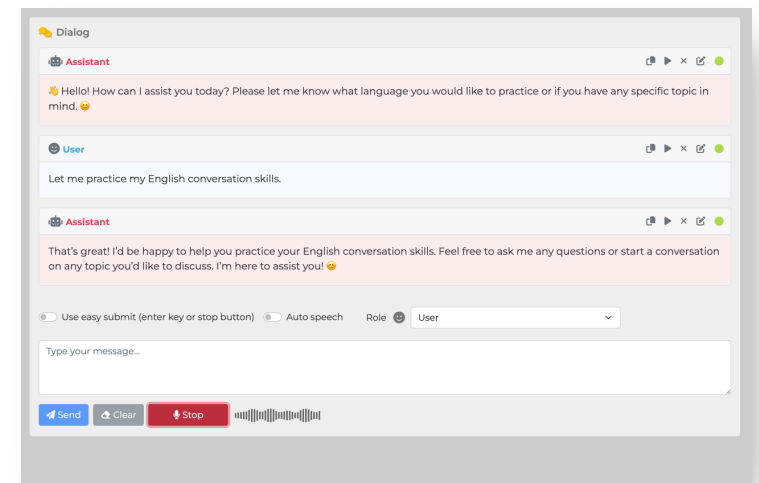 Dialog
Assistant
👋 Hello! How can I assist you today? Please let me know what language you would like to practice or if you have any specific topic in
mind. 😊
User
Let me practice my English conversation skills.
Assistant
That's great! I'd be happy to help you practice your English conversation skills. Feel free to ask me any questions or start a conversation
on any topic you'd like to discuss. I'm here to assist you! 😊
Use easy submit (enter key or stop button) Auto speech Role User
Type your message...
Send Clear Stop